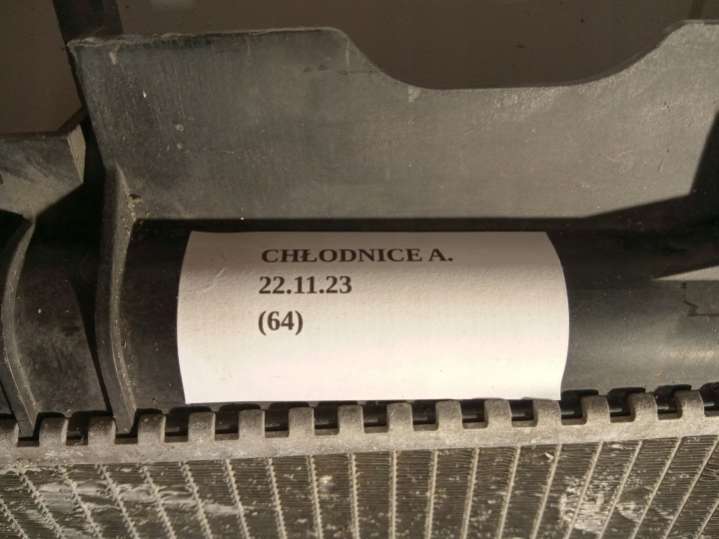 CHŁODNICE A.
22.11.23
(64)